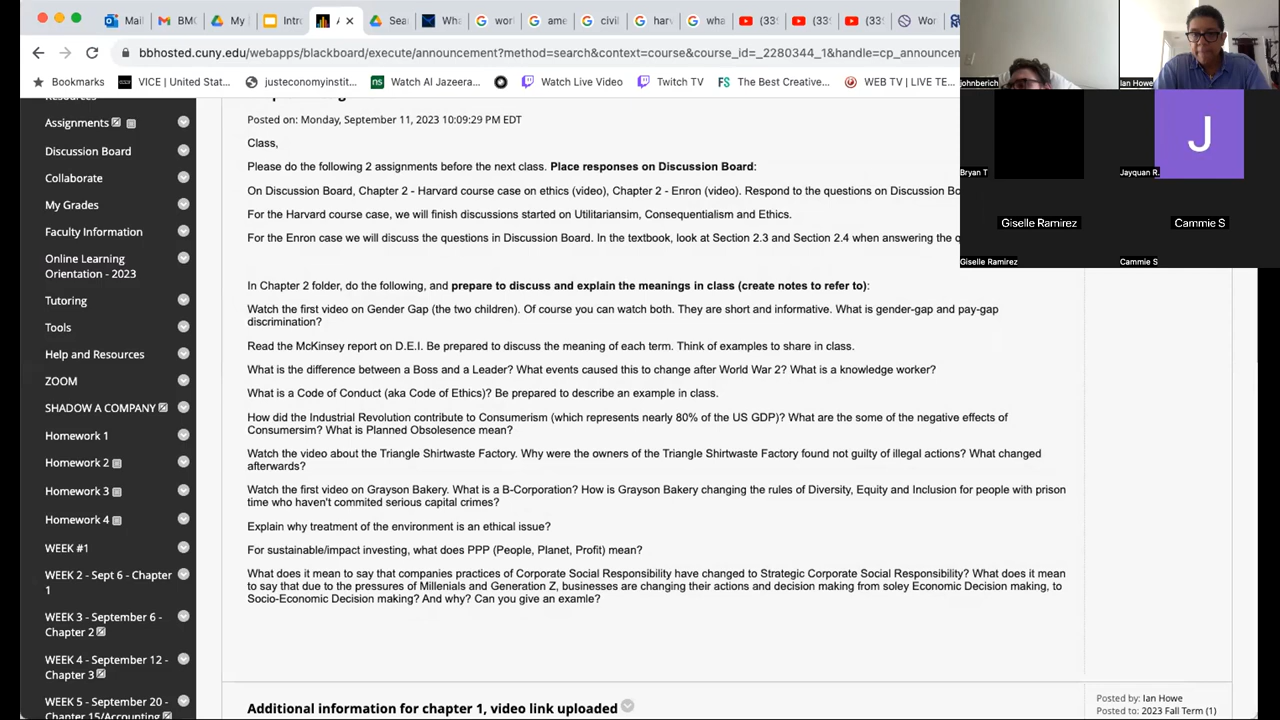 Mail
BM
My
Intro
Sea
Wha
worl
ame
civil
harv
wha
(339
(339
(339
Wor
bbhosted.cuny.edu/webapps/blackboard/execute/announcement?method=search&context=course&course_id=_2280344_1&handle=cp_announcem
Bookmarks
VICE | United Stat...
justeconomyinstit...
Watch Al Jazeera...
Watch Live Video
Twitch TV
The Best Creative...
WEB TV | LIVE TE...
johnberich
Ian Howe
Bryan T
J
Jayquan R.
Giselle Ramirez
Cammie S
Giselle Ramirez
Cammie S
Resources
Assignments
Discussion Board
Collaborate
My Grades
Faculty Information
Online Learning
Orientation - 2023
Tutoring
Tools
Help and Resources
ZOOM
SHADOW A COMPANY
Homework 1
Homework 2
Homework 3
Homework 4
WEEK #1
WEEK 2 - Sept 6 - Chapter
1
WEEK 3 - September 6 -
Chapter 2
WEEK 4 - September 12 -
Chapter 3
WEEK 5 - September 20 -
Chapter 15/Accounting
Posted on: Monday, September 11, 2023 10:09:29 PM EDT
Class,
Please do the following 2 assignments before the next class. Place responses on Discussion Board:
On Discussion Board, Chapter 2 - Harvard course case on ethics (video), Chapter 2 - Enron (video). Respond to the questions on Discussion Bo
For the Harvard course case, we will finish discussions started on Utilitariansim, Consequentialism and Ethics.
For the Enron case we will discuss the questions in Discussion Board. In the textbook, look at Section 2.3 and Section 2.4 when answering the q
In Chapter 2 folder, do the following, and prepare to discuss and explain the meanings in class (create notes to refer to):
Watch the first video on Gender Gap (the two children). Of course you can watch both. They are short and informative. What is gender-gap and pay-gap
discrimination?
Read the McKinsey report on D.E.I. Be prepared to discuss the meaning of each term. Think of examples to share in class.
What is the difference between a Boss and a Leader? What events caused this to change after World War 2? What is a knowledge worker?
What is a Code of Conduct (aka Code of Ethics)? Be prepared to describe an example in class.
How did the Industrial Revolution contribute to Consumerism (which represents nearly 80% of the US GDP)? What are the some of the negative effects of
Consumersim? What is Planned Obsolesence mean?
Watch the video about the Triangle Shirtwaste Factory. Why were the owners of the Triangle Shirtwaste Factory found not guilty of illegal actions? What changed
afterwards?
Watch the first video on Grayson Bakery. What is a B-Corporation? How is Grayson Bakery changing the rules of Diversity, Equity and Inclusion for people with prison
time who haven't commited serious capital crimes?
Explain why treatment of the environment is an ethical issue?
For sustainable/impact investing, what does PPP (People, Planet, Profit) mean?
What does it mean to say that companies practices of Corporate Social Responsibility have changed to Strategic Corporate Social Responsibility? What does it mean
to say that due to the pressures of Millenials and Generation Z, businesses are changing their actions and decision making from soley Economic Decision making, to
Socio-Economic Decision making? And why? Can you give an examle?
Additional information for chapter 1, video link uploaded
Posted by: Ian Howe
Posted to: 2023 Fall Term (1)